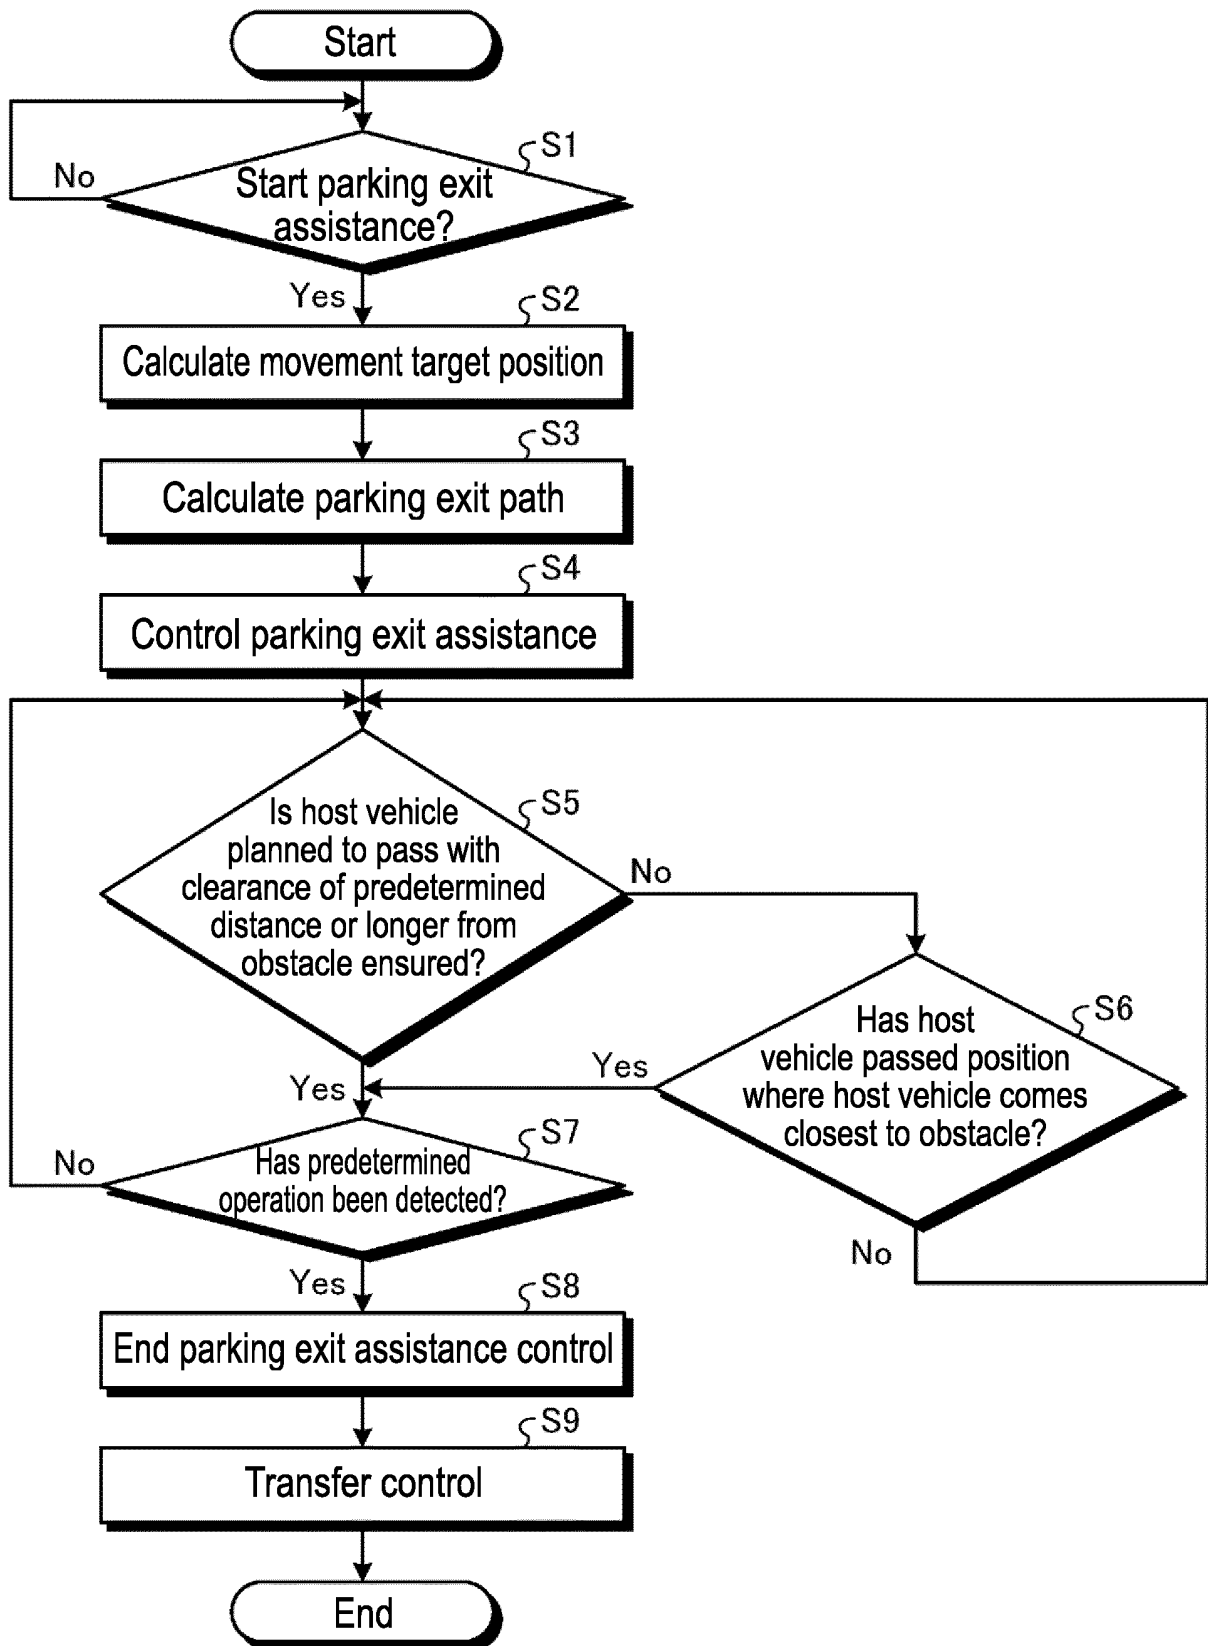 Start
S1
No
Start parking exit
assistance?
Yes
S2
Calculate movement target position
S3
Calculate parking exit path
S4
Control parking exit assistance
S5
Is host vehicle
planned to pass with
clearance of predetermined
distance or longer from
obstacle ensured?
No
S6
Has host
vehicle passed position
where host vehicle comes
closest to obstacle?
Yes
Yes
No
S7
No
Has predetermined
operation been detected?
Yes
S8
End parking exit assistance control
S9
Transfer control
End